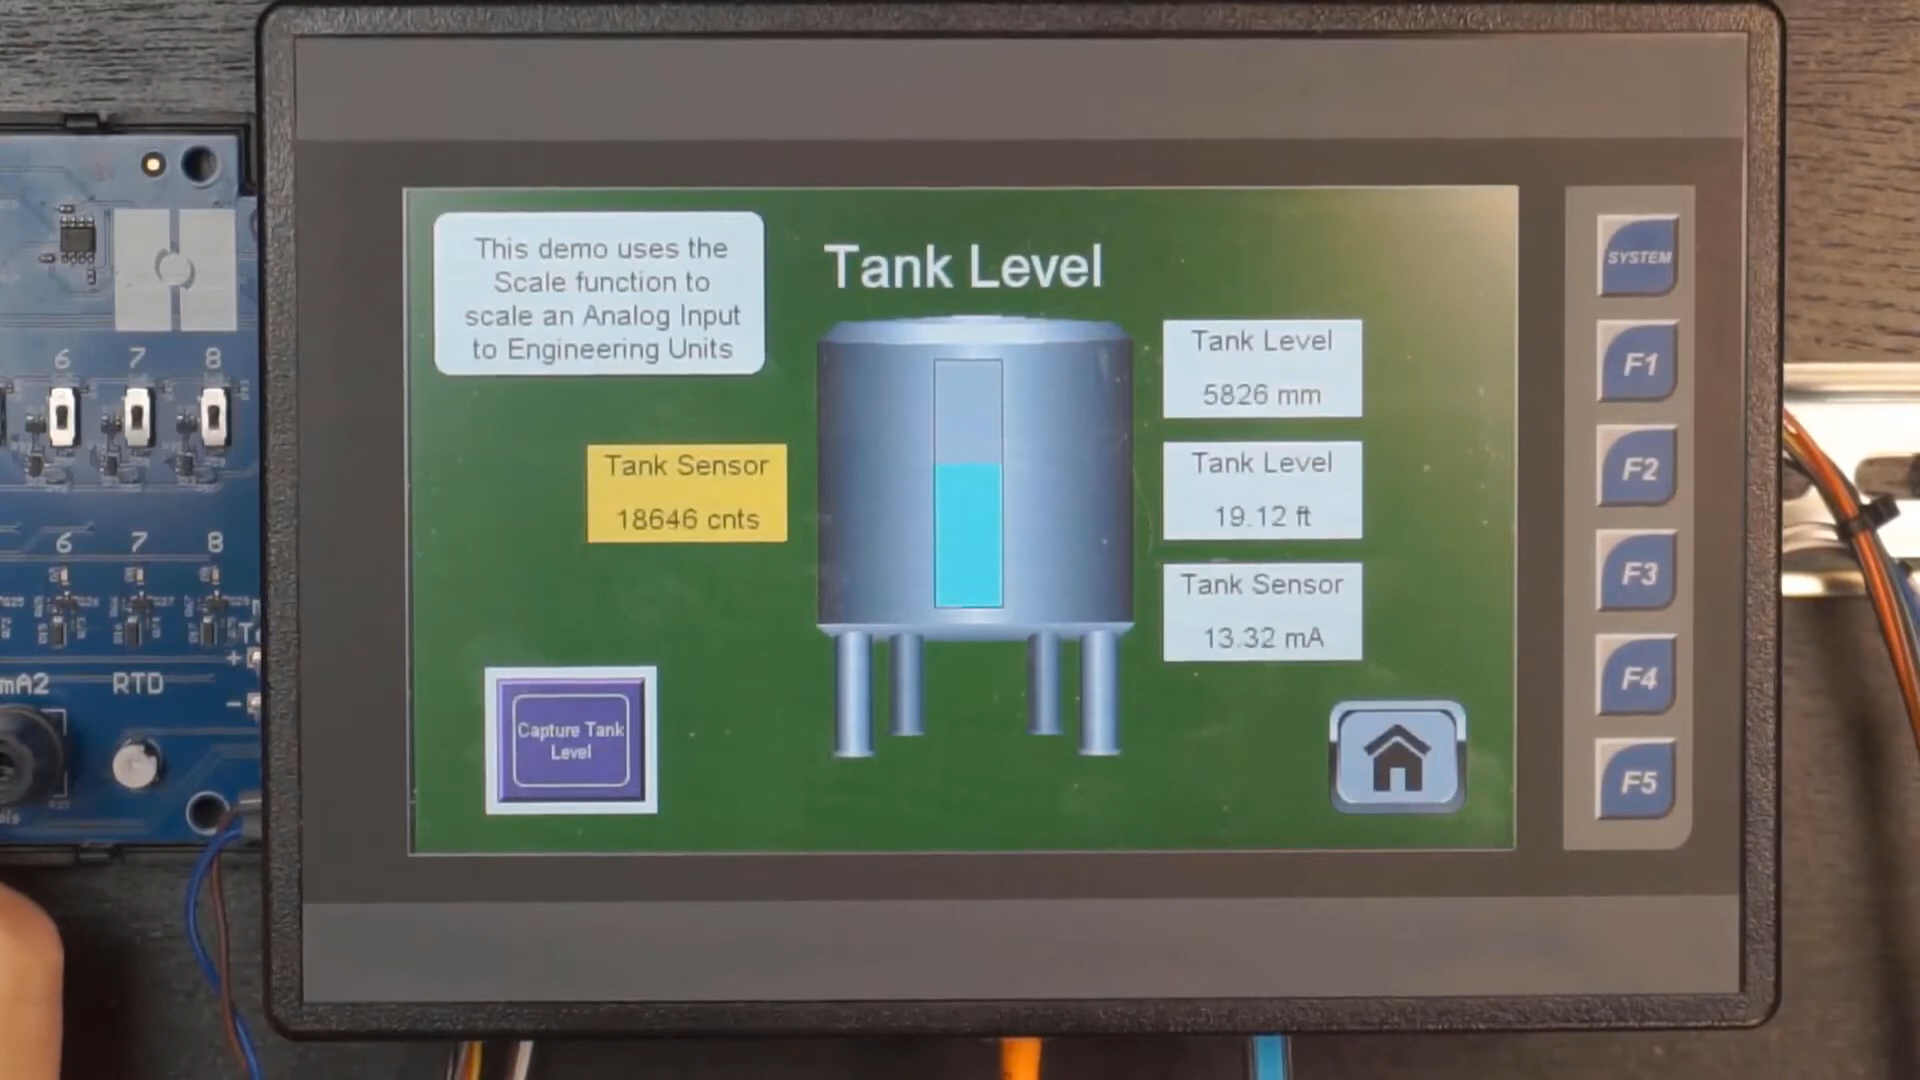 This demo uses the
Scale function to
scale an Analog Input
to Engineering Units
Tank Level
Tank Level
5826 mm
Tank Sensor
18646 cnts
Tank Level
19.12 ft
Tank Sensor
13.32 mA
Capture Tank
Level
SYSTEM
F1
F2
F3
F4
F5
6 7 8
6 7 8
mA2 RTD